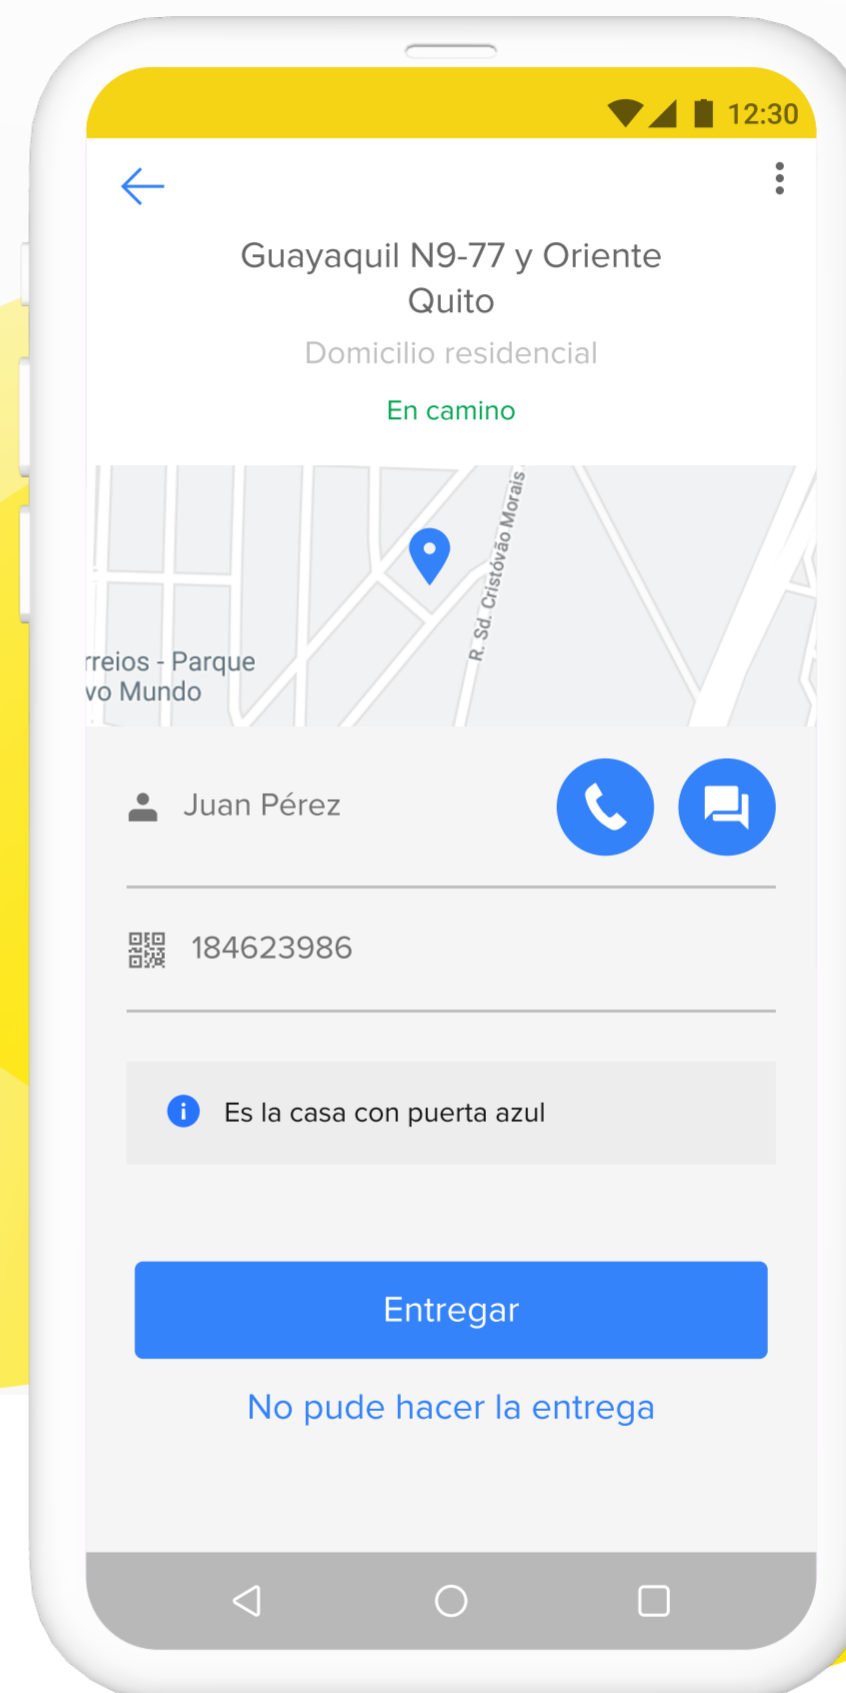 12:30
Guayaquil N9-77 y Oriente
Quito
Domicilio residencial
En camino
R. Sd. Cristóvão Morais
rreios - Parque
vo Mundo
Juan Pérez
184623986
Es la casa con puerta azul
Entregar
No pude hacer la entrega